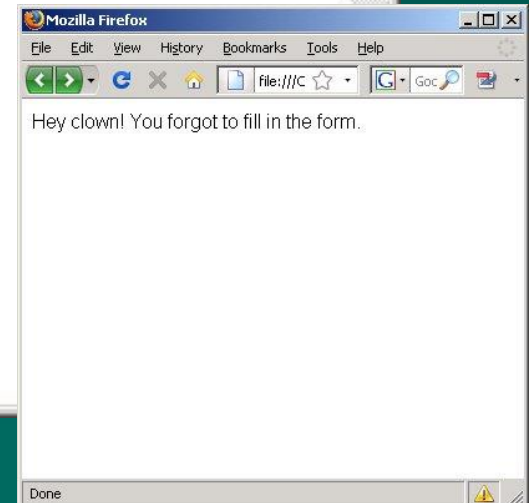 Mozilla Firefox
File Edit View History Bookmarks Tools Help
file:///C G Goo
Hey clown! You forgot to fill in the form.
Done